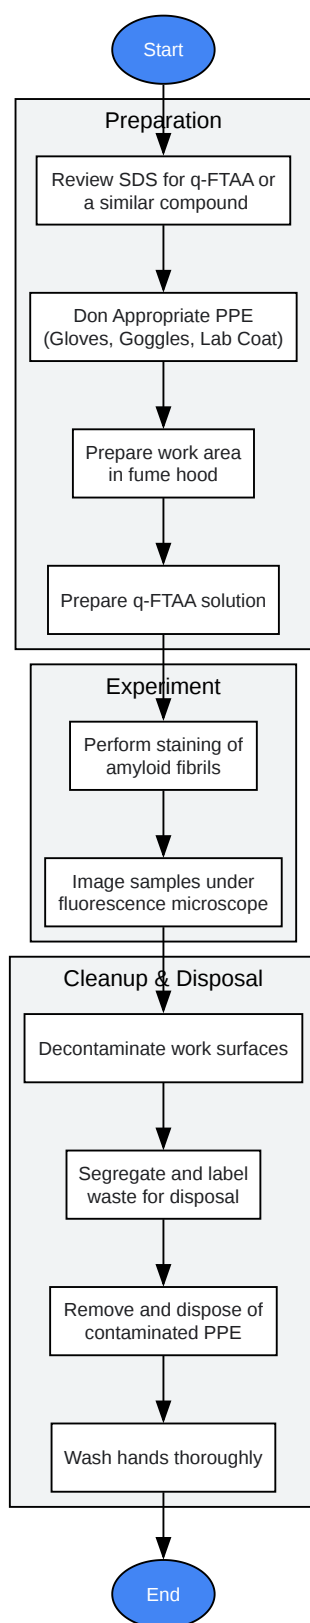 Start
Preparation
Review SDS for q-FTAA or
a similar compound
Don Appropriate PPE
(Gloves, Goggles, Lab Coat)
Prepare work area
in fume hood
Prepare q-FTAA solution
Experiment
Perform staining of
amyloid fibrils
Image samples under
fluorescence microscope
Cleanup & Disposal
Decontaminate work surfaces
Segregate and label
waste for disposal
Remove and dispose of
contaminated PPE
Wash hands thoroughly
End